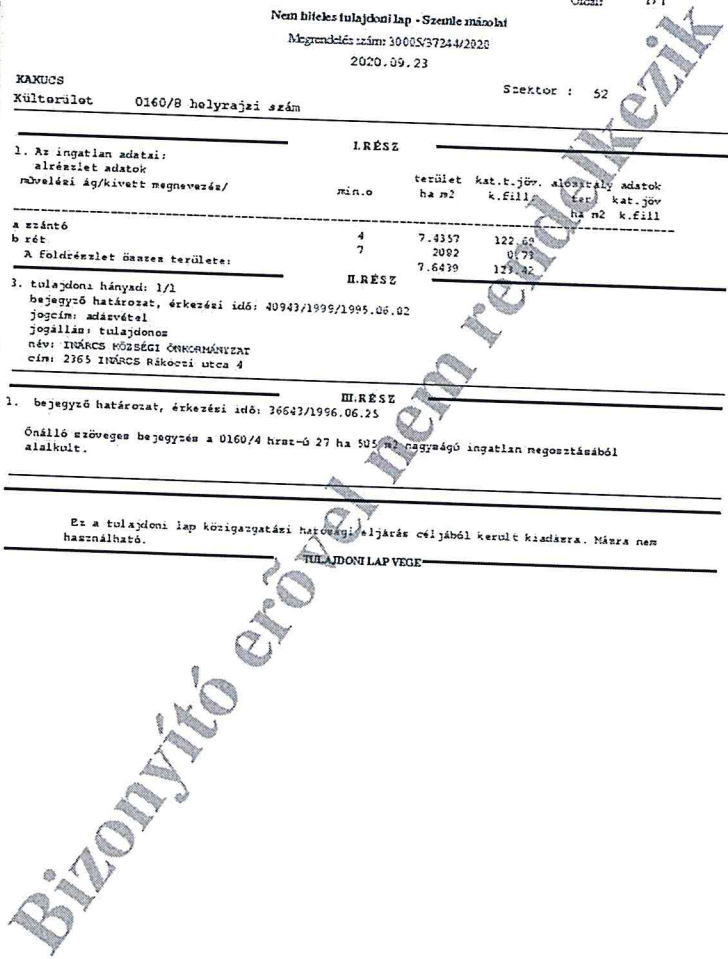 Oldal: 1/1
Nem hiteles tulajdoni lap - Szemle másolat
Megrendelés szám: 30005/37244/2020
2020.09.23
KAKUCS
Szektor : 52
Külterület 0160/8 helyrajzi szám
I.RÉSZ
1. Az ingatlan adatai:
alrészlet adatok
művelési ág/kivett megnevezés/ min.o terület kat.t.jöv. alosztály adatok
ha m2 k.fill. ter. kat.jöv
ha m2 k.fill
a szántó 4 7.4357 122.69
b rét 7 2082 0.73
A földrészlet összes területe: 7.6439 123.42
II.RÉSZ
3. tulajdoni hányad: 1/1
bejegyző határozat, érkezési idő: 40943/1999/1995.06.02
jogcím: adásvétel
jogállás: tulajdonos
név: INÁRCS KÖZSÉGI ÖNKORMÁNYZAT
cím: 2365 INÁRCS Rákóczi utca 4
III.RÉSZ
1. bejegyző határozat, érkezési idő: 36643/1996.06.25
Önálló szöveges bejegyzés a 0160/4 hrsz-ú 27 ha 505 m2 nagyságú ingatlan megosztásából
alalkult.
Ez a tulajdoni lap közigazgatási hatósági eljárás céljából került kiadásra. Másra nem
használható.
TULAJDONI LAP VÉGE
Bizonyító erővel nem rendelkezik